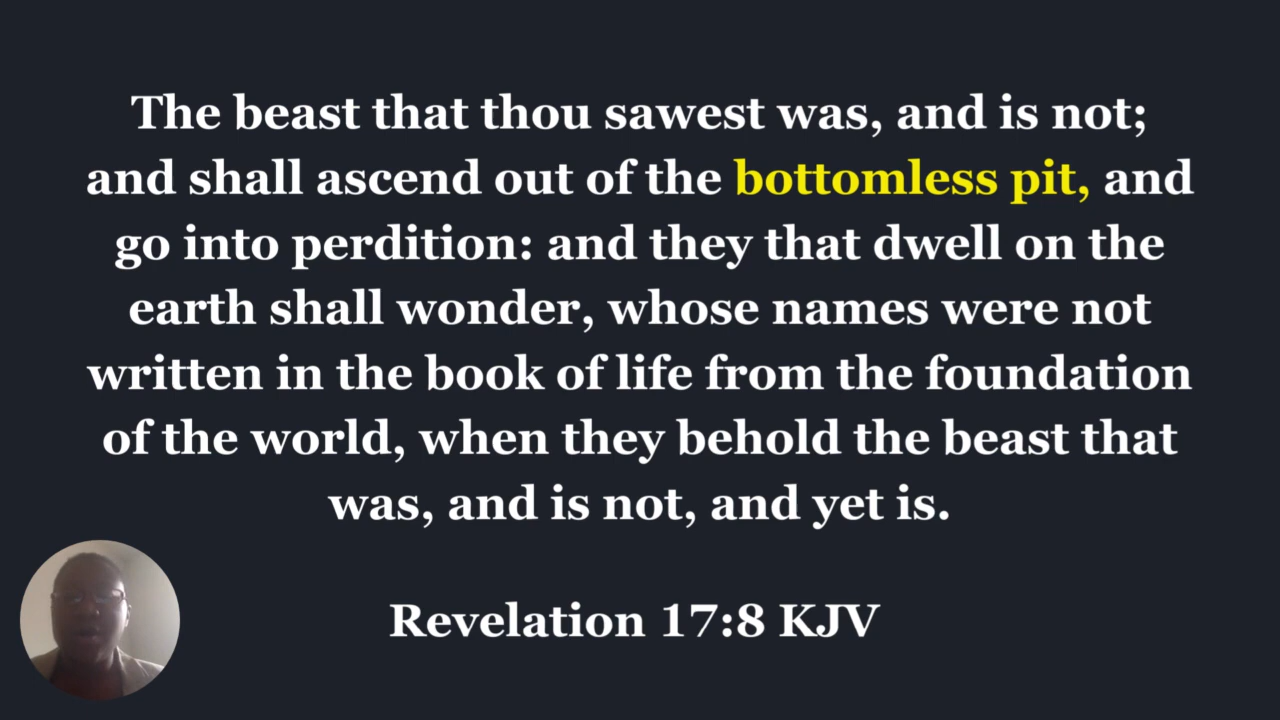 The beast that thou sawest was, and is not;
and shall ascend out of the bottomless pit, and
go into perdition: and they that dwell on the
earth shall wonder, whose names were not
written in the book of life from the foundation
of the world, when they behold the beast that
was, and is not, and yet is.
Revelation 17:8 KJV